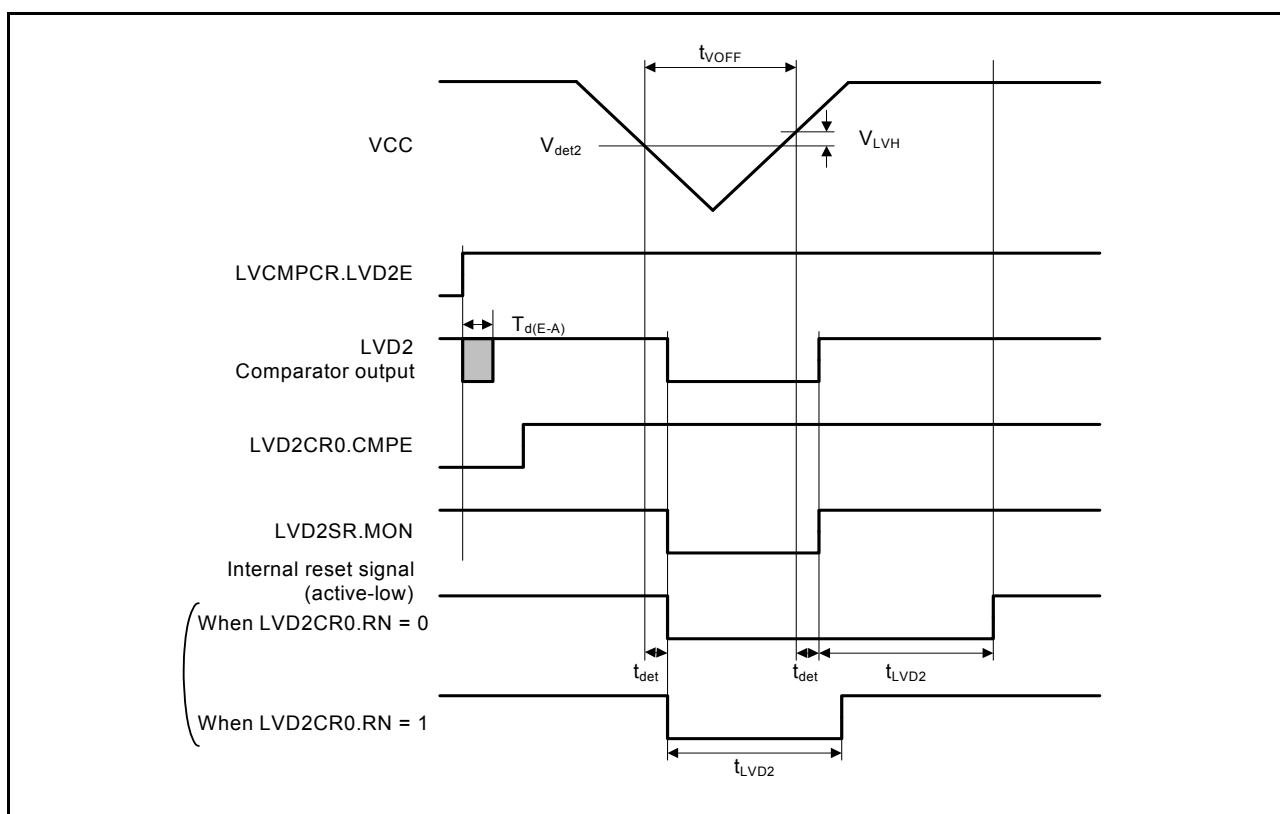 tVOFF
VCC
Vdet2
VLVH
LVCMPCR.LVD2E
Td(E-A)
LVD2
Comparator output
LVD2CR0.CMPE
LVD2SR.MON
Internal reset signal
(active-low)
When LVD2CR0.RN = 0
tdet
tdet
tLVD2
When LVD2CR0.RN = 1
tLVD2